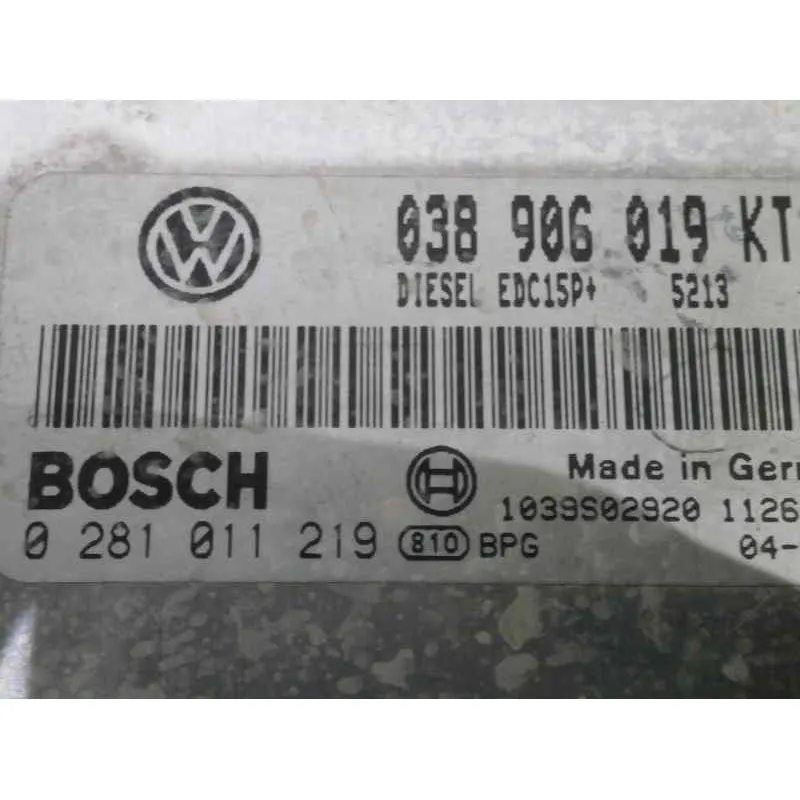 038 906 019 KT
DIESEL EDC15P+ 5213
BOSCH
Made in Ger
1039S02920 1126
0 281 011 219 810 BPG
04-